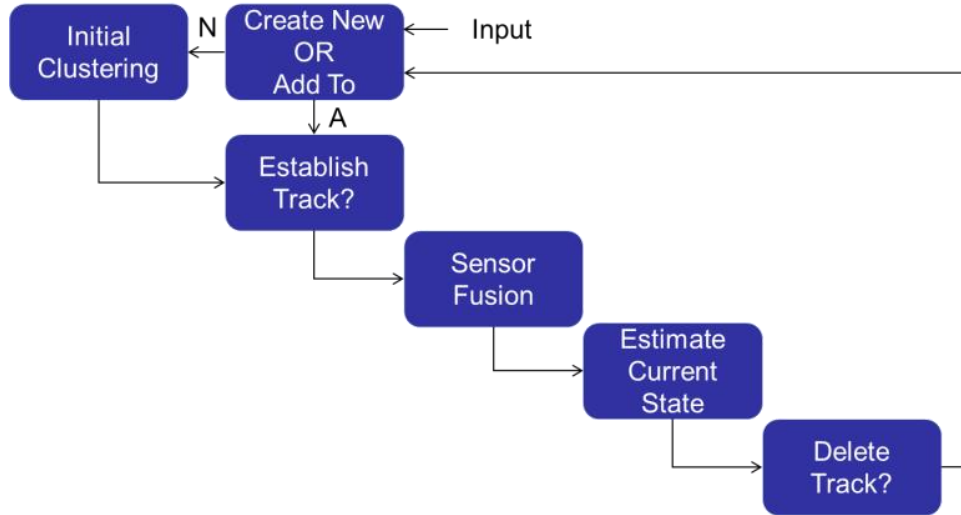 Initial
Clustering
N
Create New
OR
Add To
Input
A
Establish
Track?
Sensor
Fusion
Estimate
Current
State
Delete
Track?